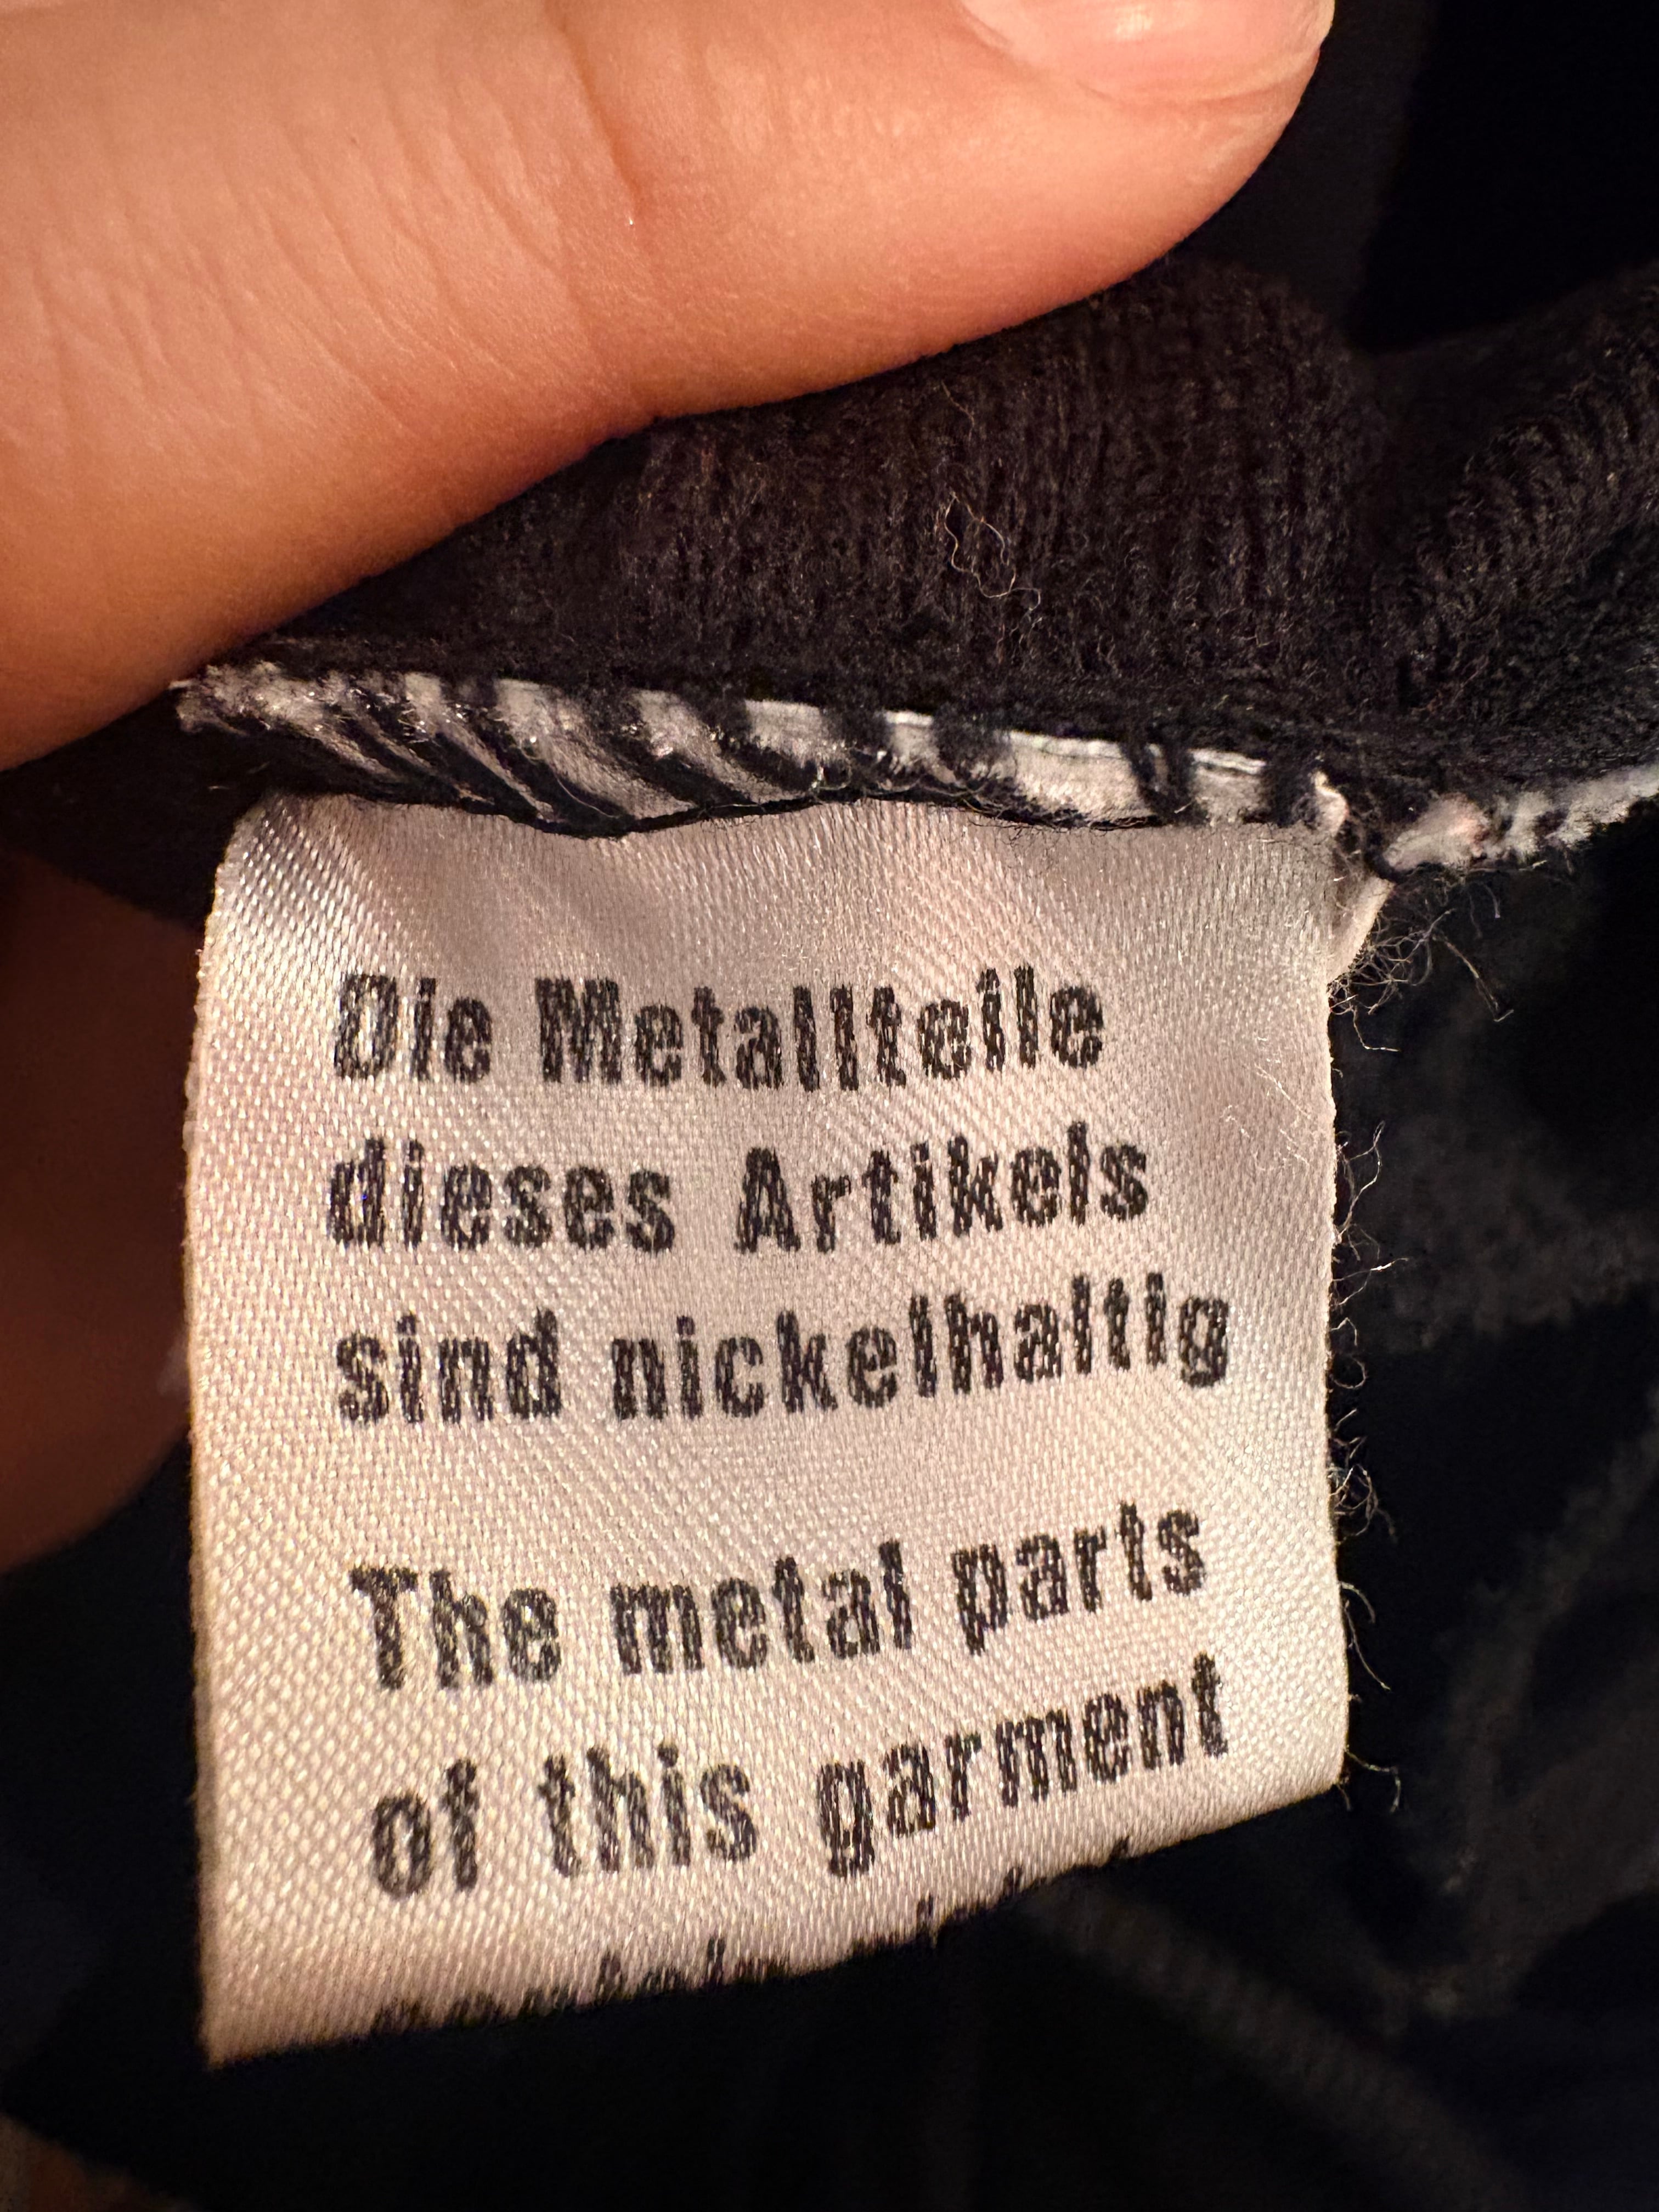 Die Metallteile
dieses Artikels
sind nickelhaltig
The metal parts
of this garment